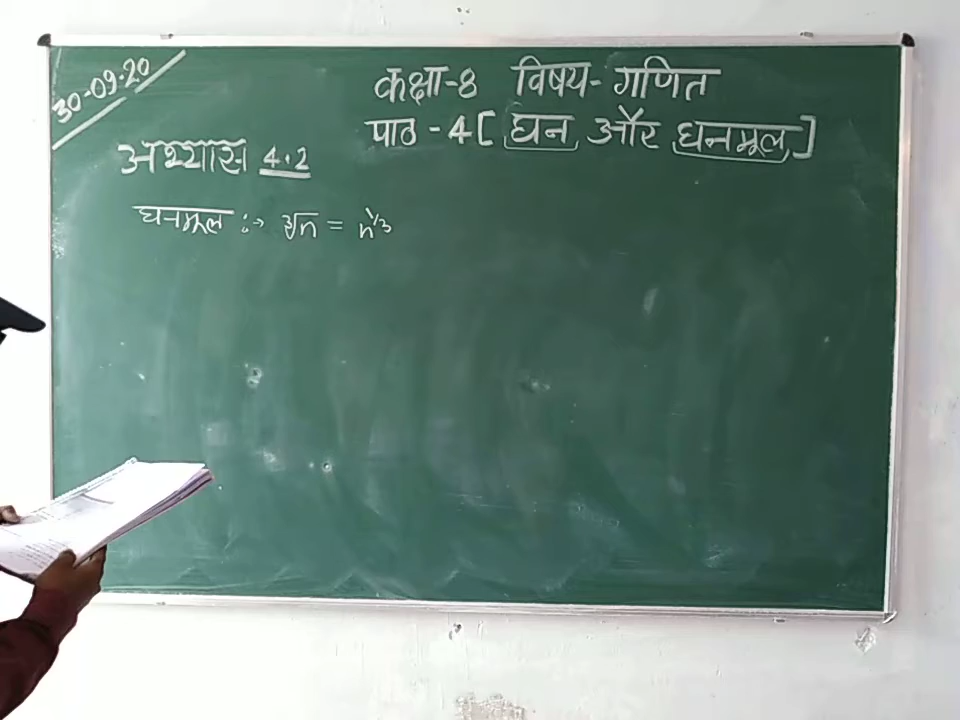 30-09-20
कक्षा-8 विषय- गणित
पाठ - 4 [ घन और घनमूल ]
अभ्यास 4.2
घनमूल :→ ∛n = n^1/3